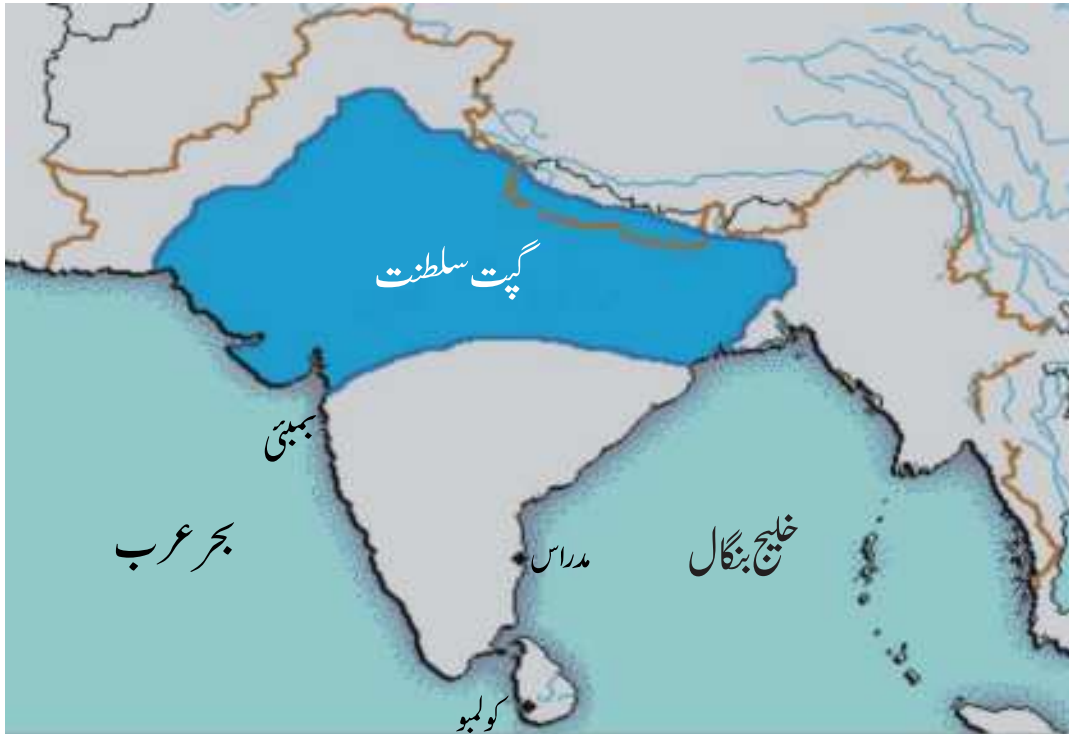 گپت سلطنت
بمبئی
بحر عرب
خلیج بنگال
مدراس
کولمبو